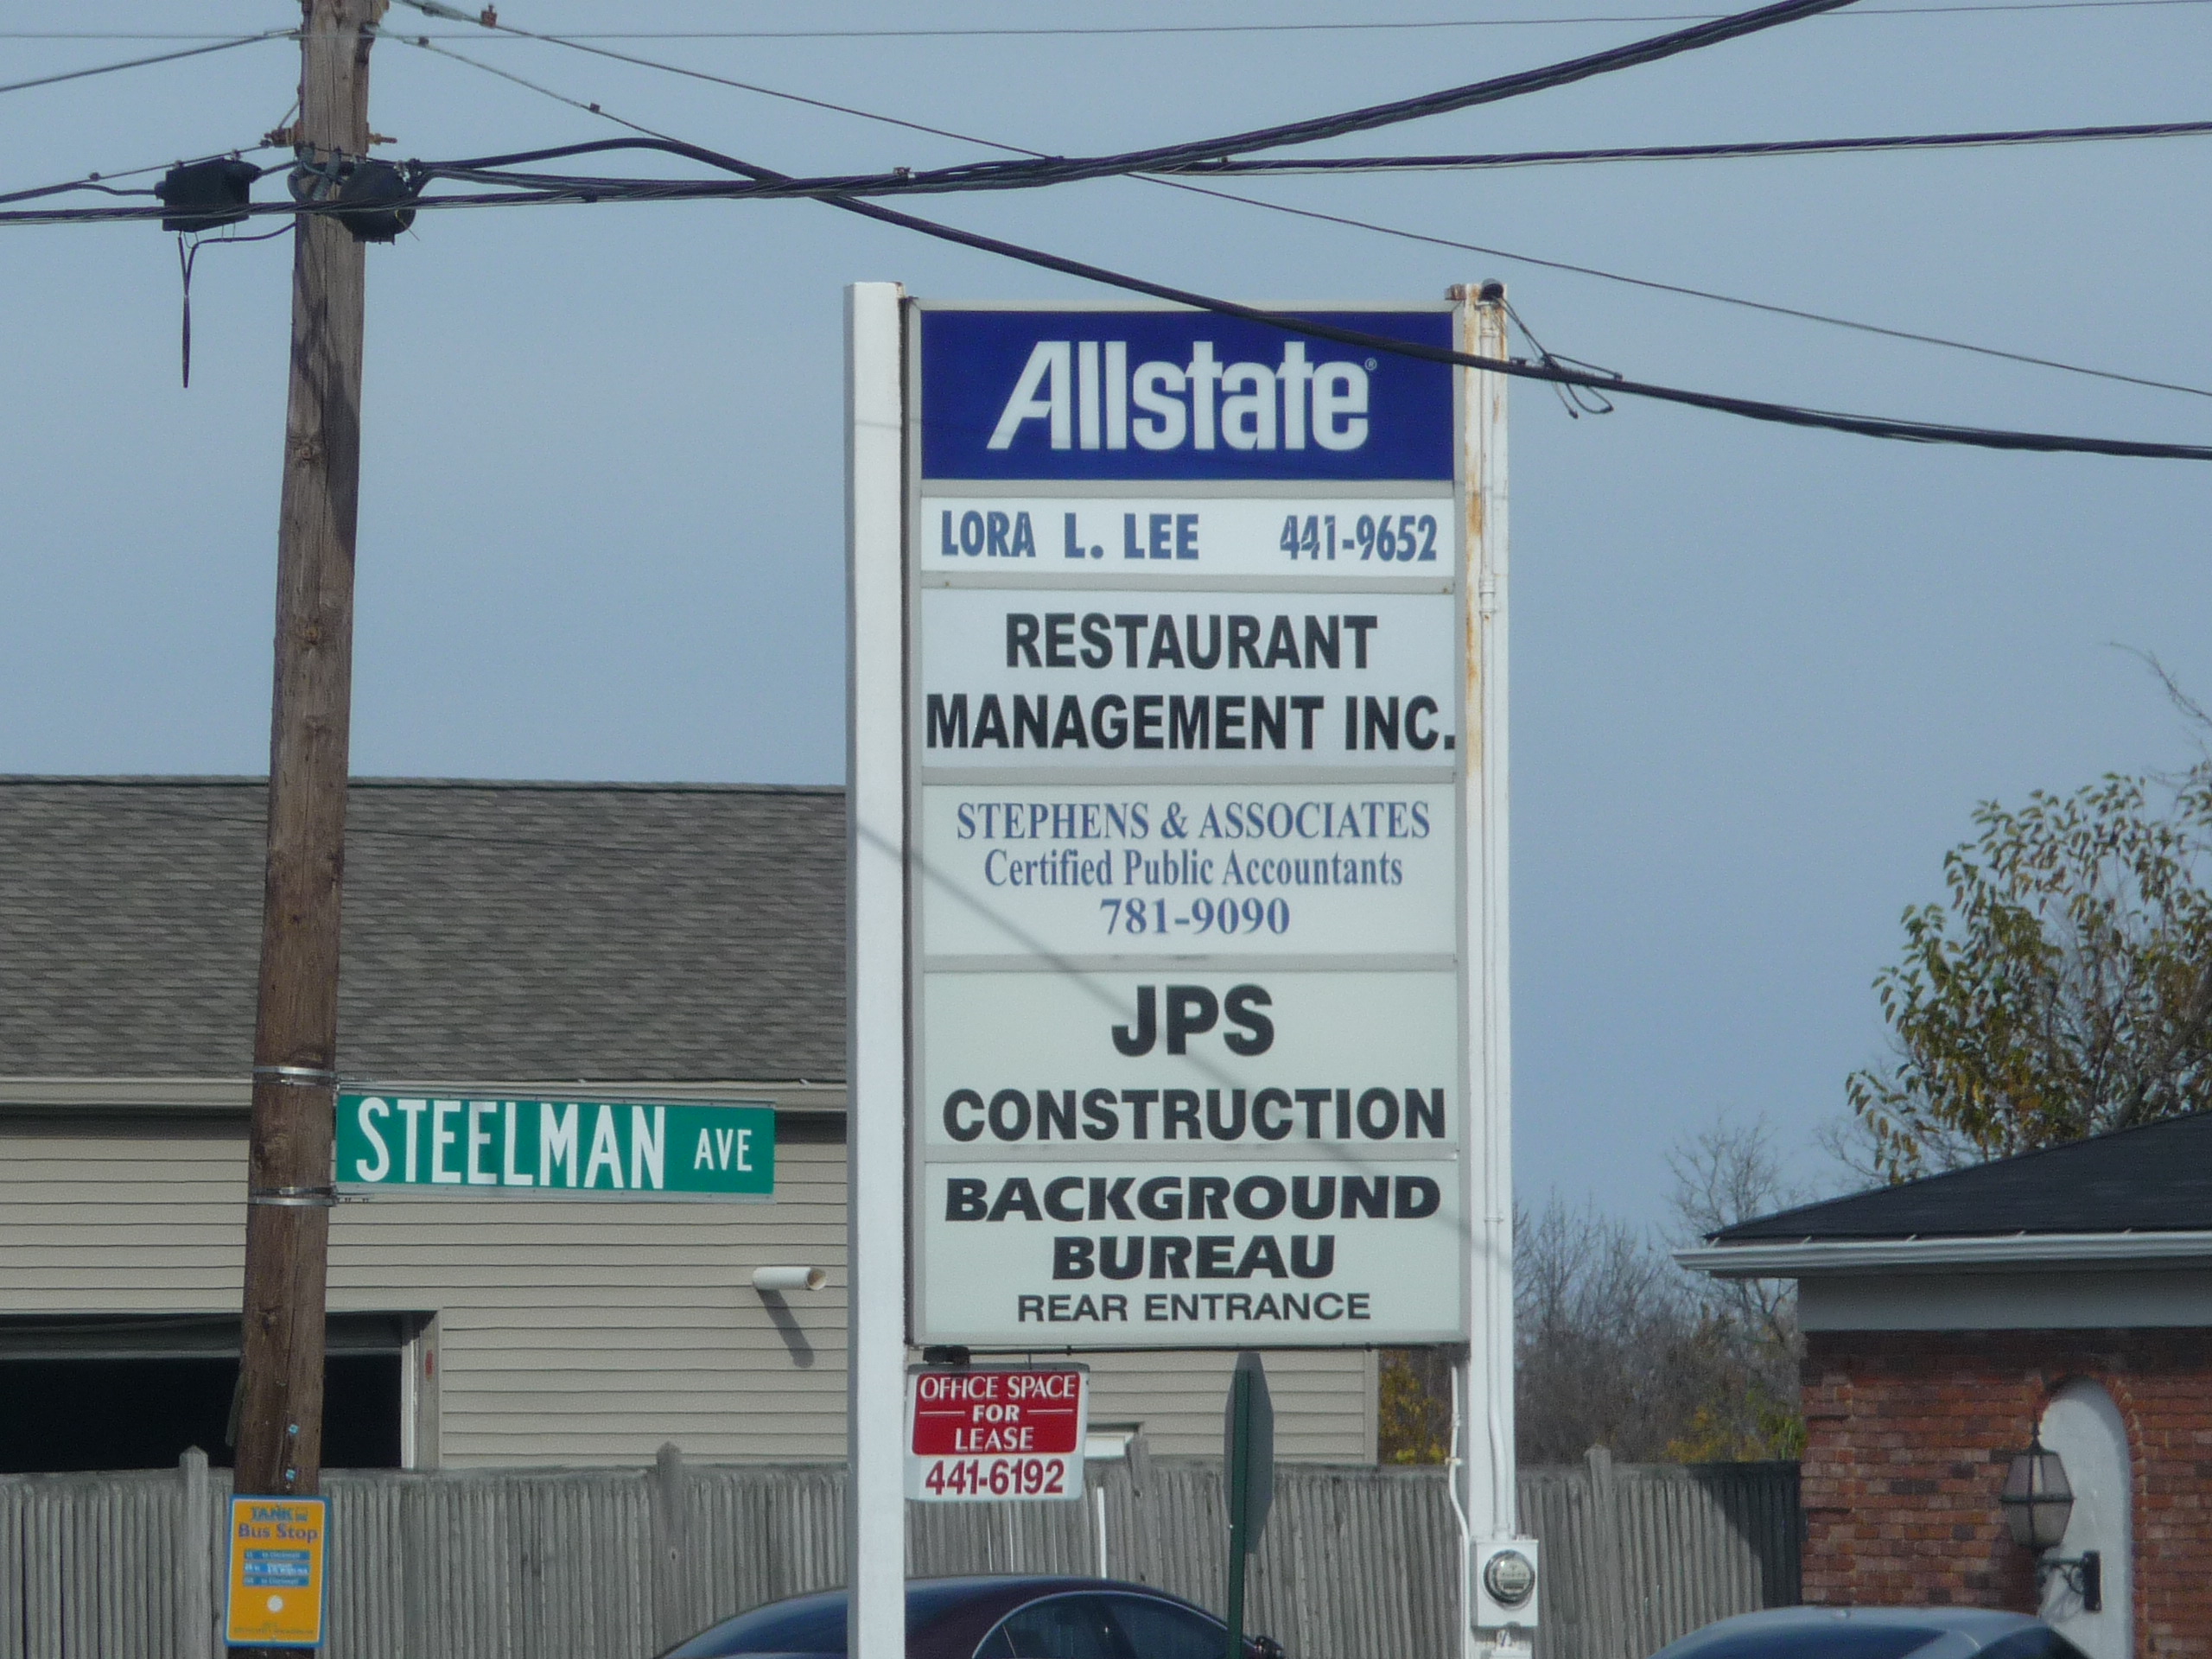 Allstate®
LORA L. LEE 441-9652
RESTAURANT
MANAGEMENT INC.
STEPHENS & ASSOCIATES
Certified Public Accountants
781-9090
JPS
CONSTRUCTION
BACKGROUND
BUREAU
REAR ENTRANCE
STEELMAN AVE
OFFICE SPACE
FOR
LEASE
441-6192
TANK
Bus Stop